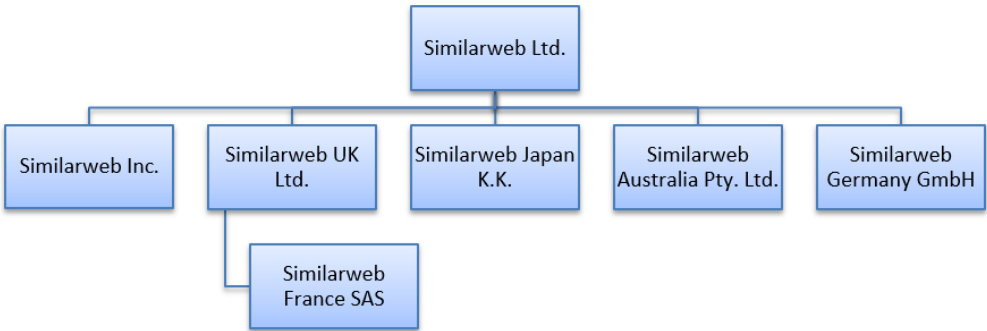 Similarweb Ltd.
Similarweb Inc.
Similarweb UK
Ltd.
Similarweb Japan
K.K.
Similarweb
Australia Pty. Ltd.
Similarweb
Germany GmbH
Similarweb
France SAS